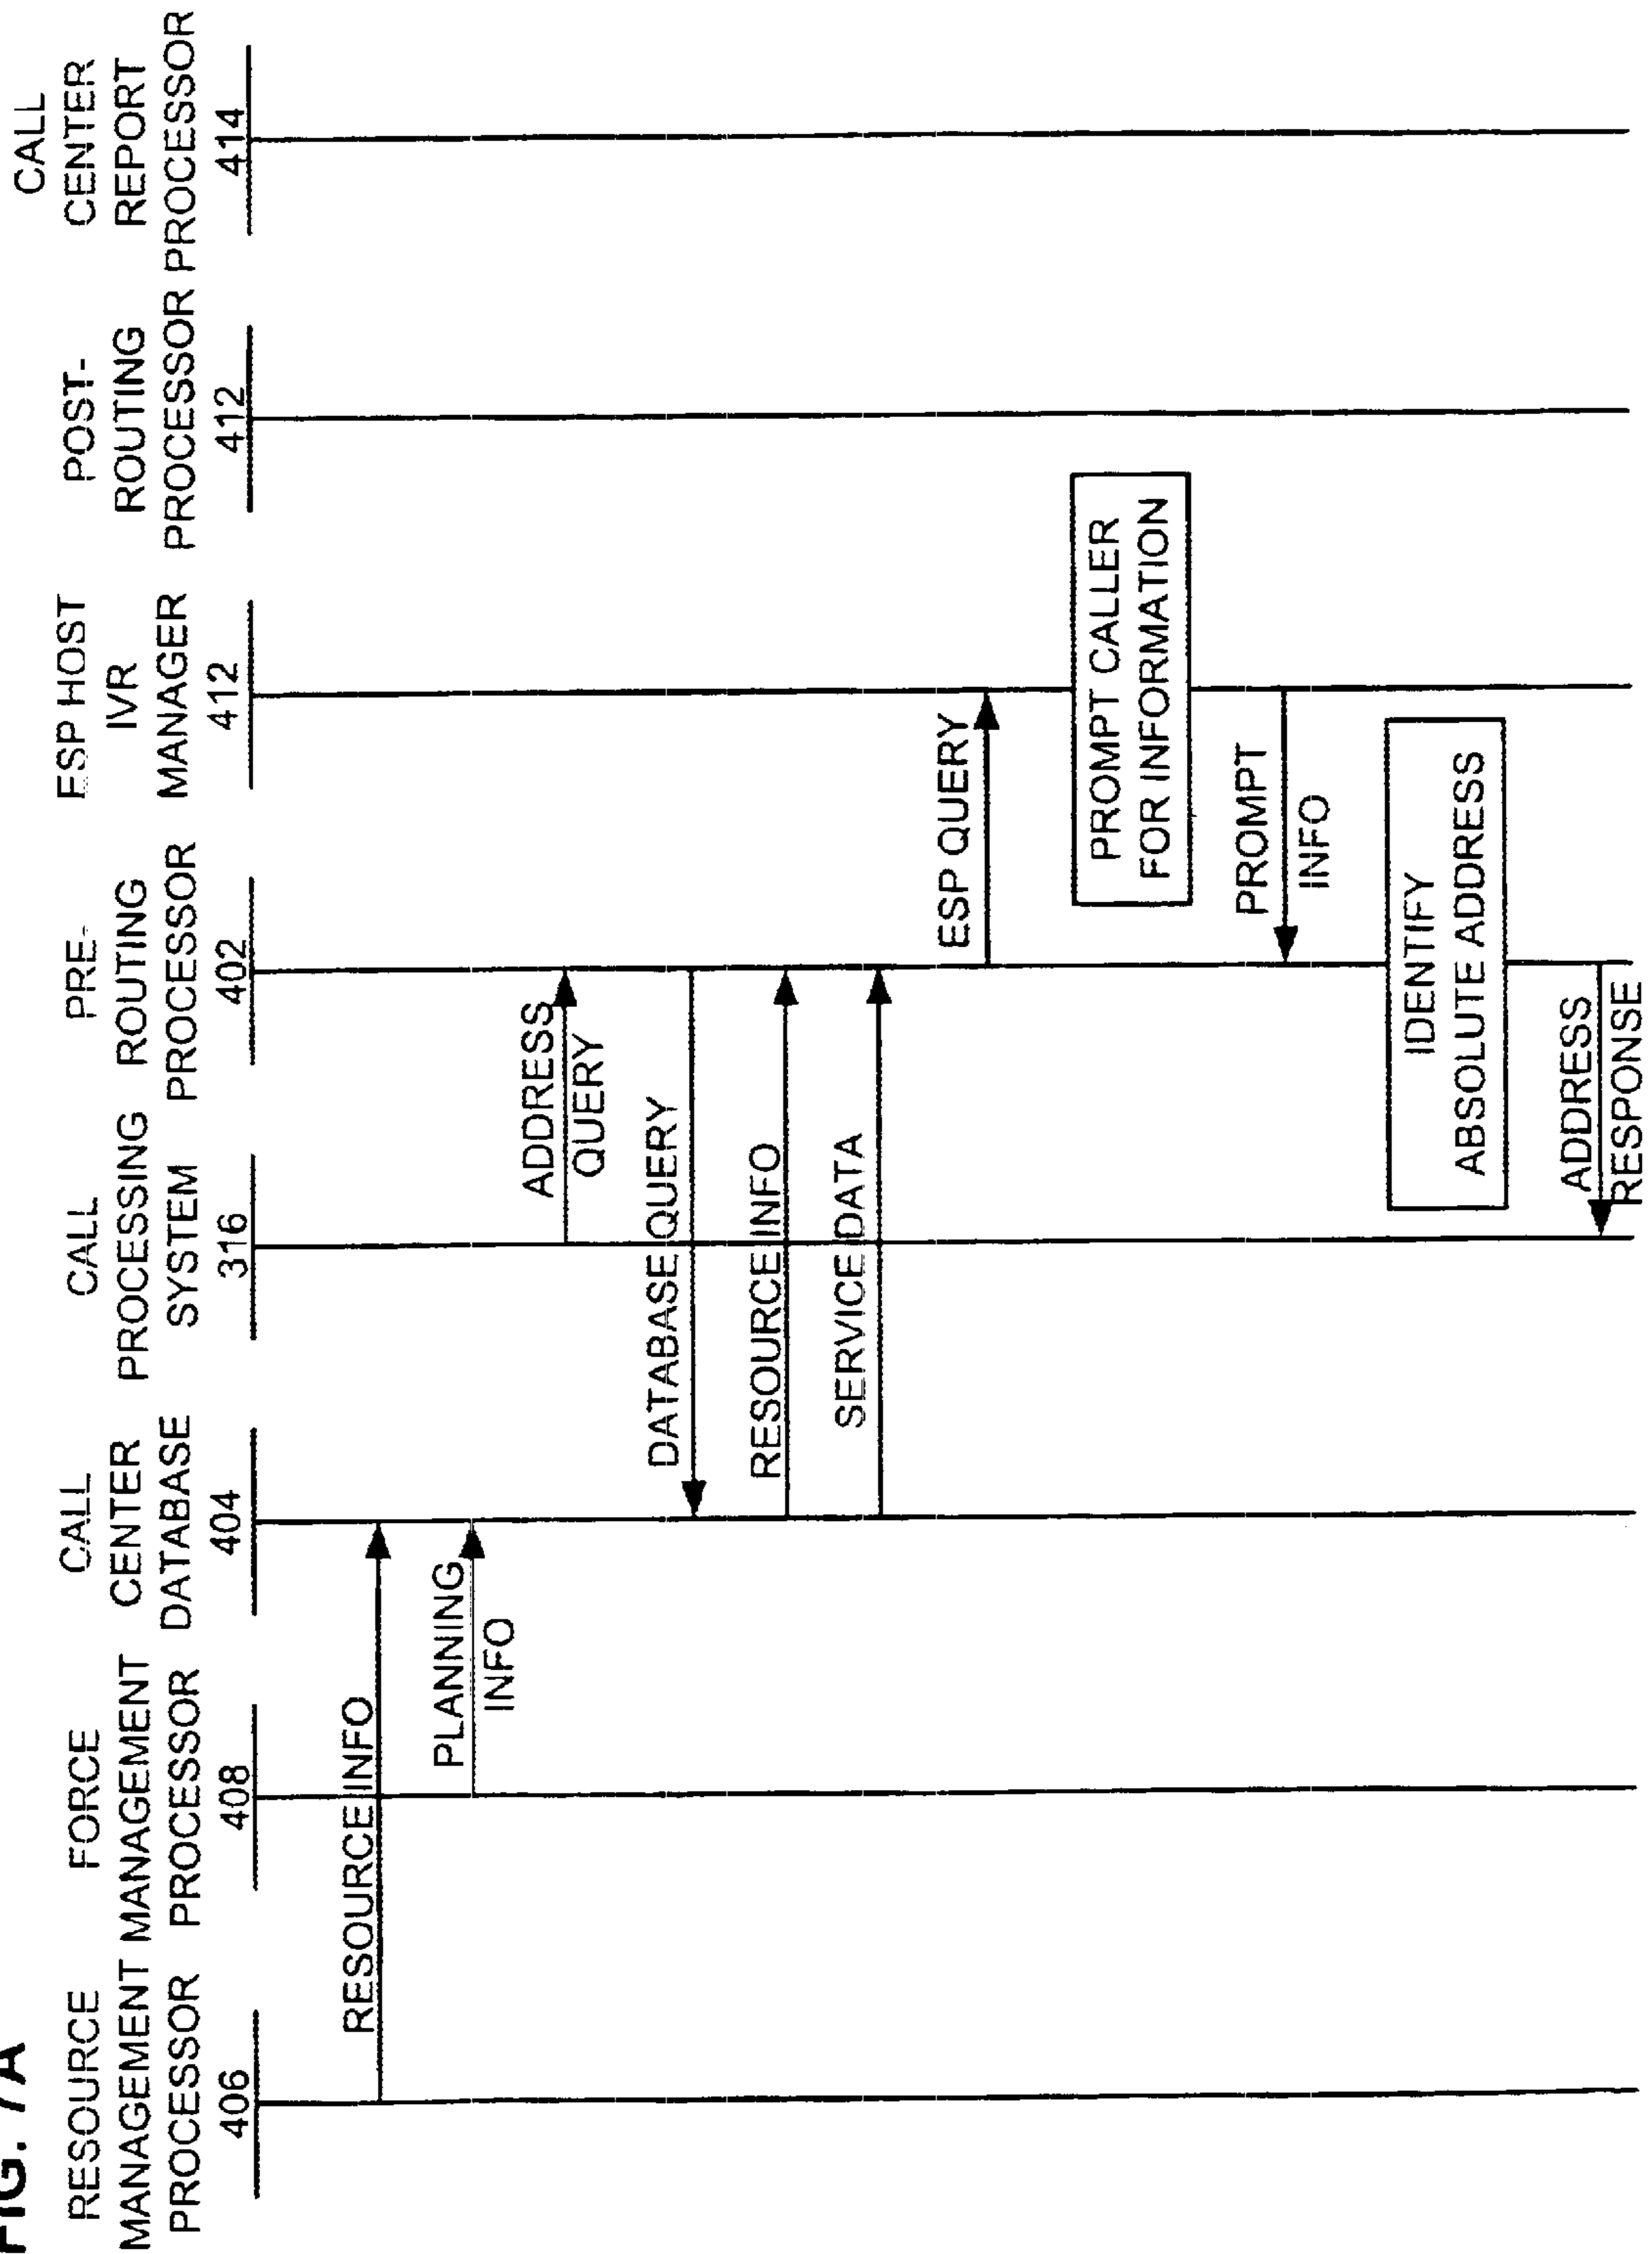 FIG. 7A
RESOURCE
MANAGEMENT
PROCESSOR
406
FORCE
MANAGEMENT
PROCESSOR
408
CALL
CENTER
DATABASE
404
CALL
PROCESSING
SYSTEM
316
PRE-
ROUTING
PROCESSOR
402
ESP HOST
IVR
MANAGER
412
POST-
ROUTING
PROCESSOR
412
CALL
CENTER
REPORT
PROCESSOR
414
RESOURCE INFO
PLANNING
INFO
ADDRESS
QUERY
DATABASE QUERY
RESOURCE INFO
SERVICE DATA
ESP QUERY
PROMPT CALLER
FOR INFORMATION
PROMPT
INFO
IDENTIFY
ABSOLUTE ADDRESS
ADDRESS
RESPONSE